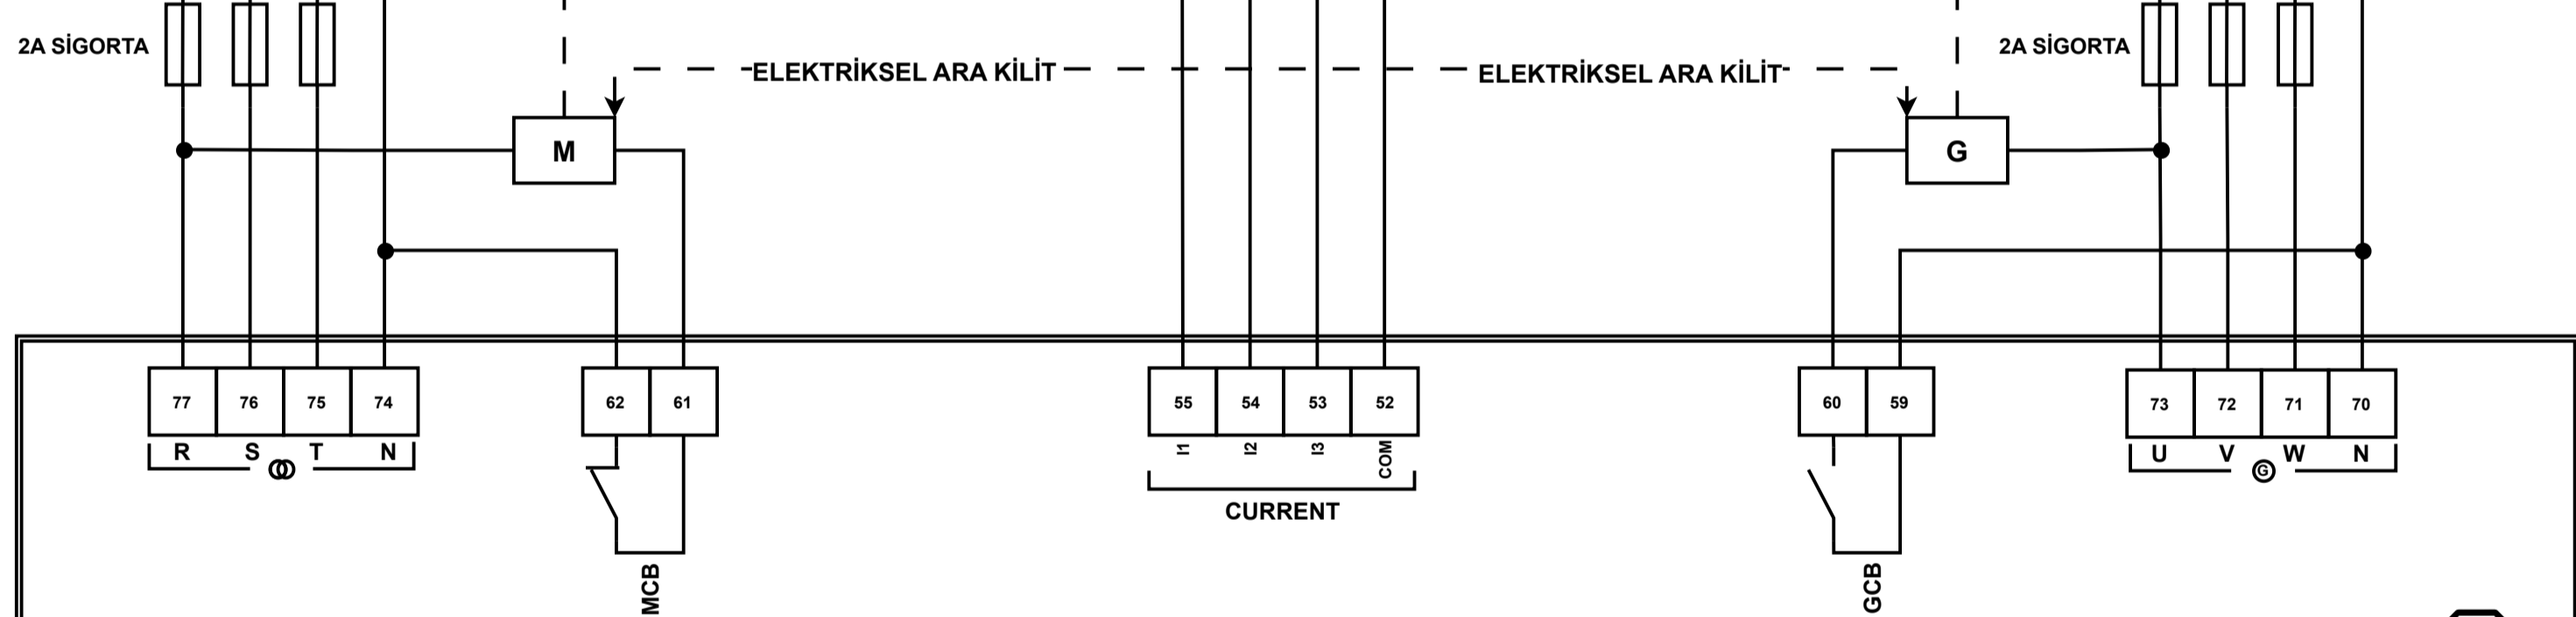 2A SİGORTA
ELEKTRİKSEL ARA KİLİT
ELEKTRİKSEL ARA KİLİT
2A SİGORTA
M
G
77 76 75 74
62 61
55 54 53 52
60 59
73 72 71 70
R S T N
I1 I2 I3 COM
U V W N
G
CURRENT
MCB
GCB